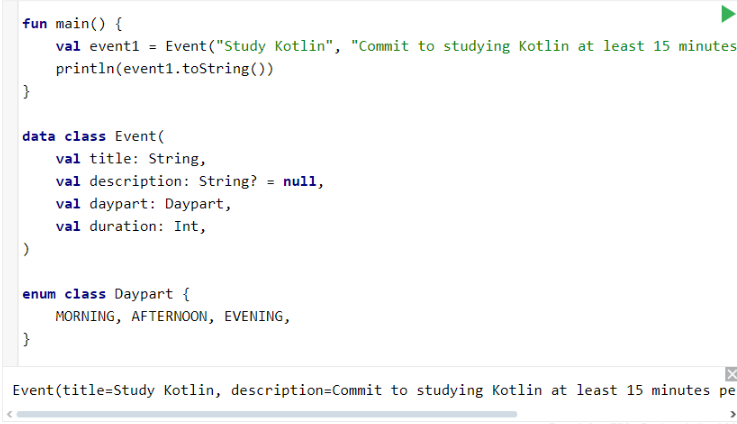 fun main() {
    val event1 = Event("Study Kotlin", "Commit to studying Kotlin at least 15 minutes
    println(event1.toString())
}
data class Event(
    val title: String,
    val description: String? = null,
    val daypart: Daypart,
    val duration: Int,
)
enum class Daypart {
    MORNING, AFTERNOON, EVENING,
}
Event(title=Study Kotlin, description=Commit to studying Kotlin at least 15 minutes pe